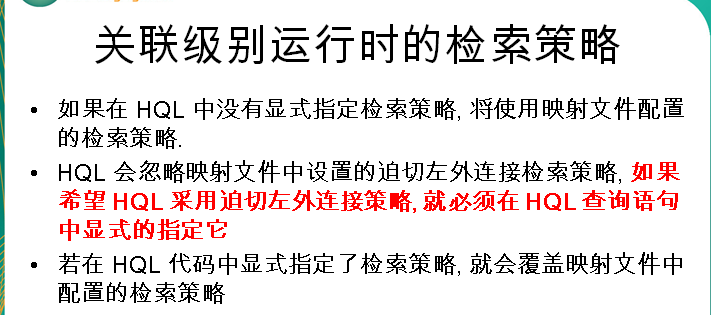 关联级别运行时的检索策略
• 如果在 HQL 中没有显式指定检索策略, 将使用映射文件配置
的检索策略.
• HQL 会忽略映射文件中设置的迫切左外连接检索策略, 如果
希望 HQL 采用迫切左外连接策略, 就必须在 HQL 查询语句
中显式的指定它
• 若在 HQL 代码中显式指定了检索策略, 就会覆盖映射文件中
配置的检索策略